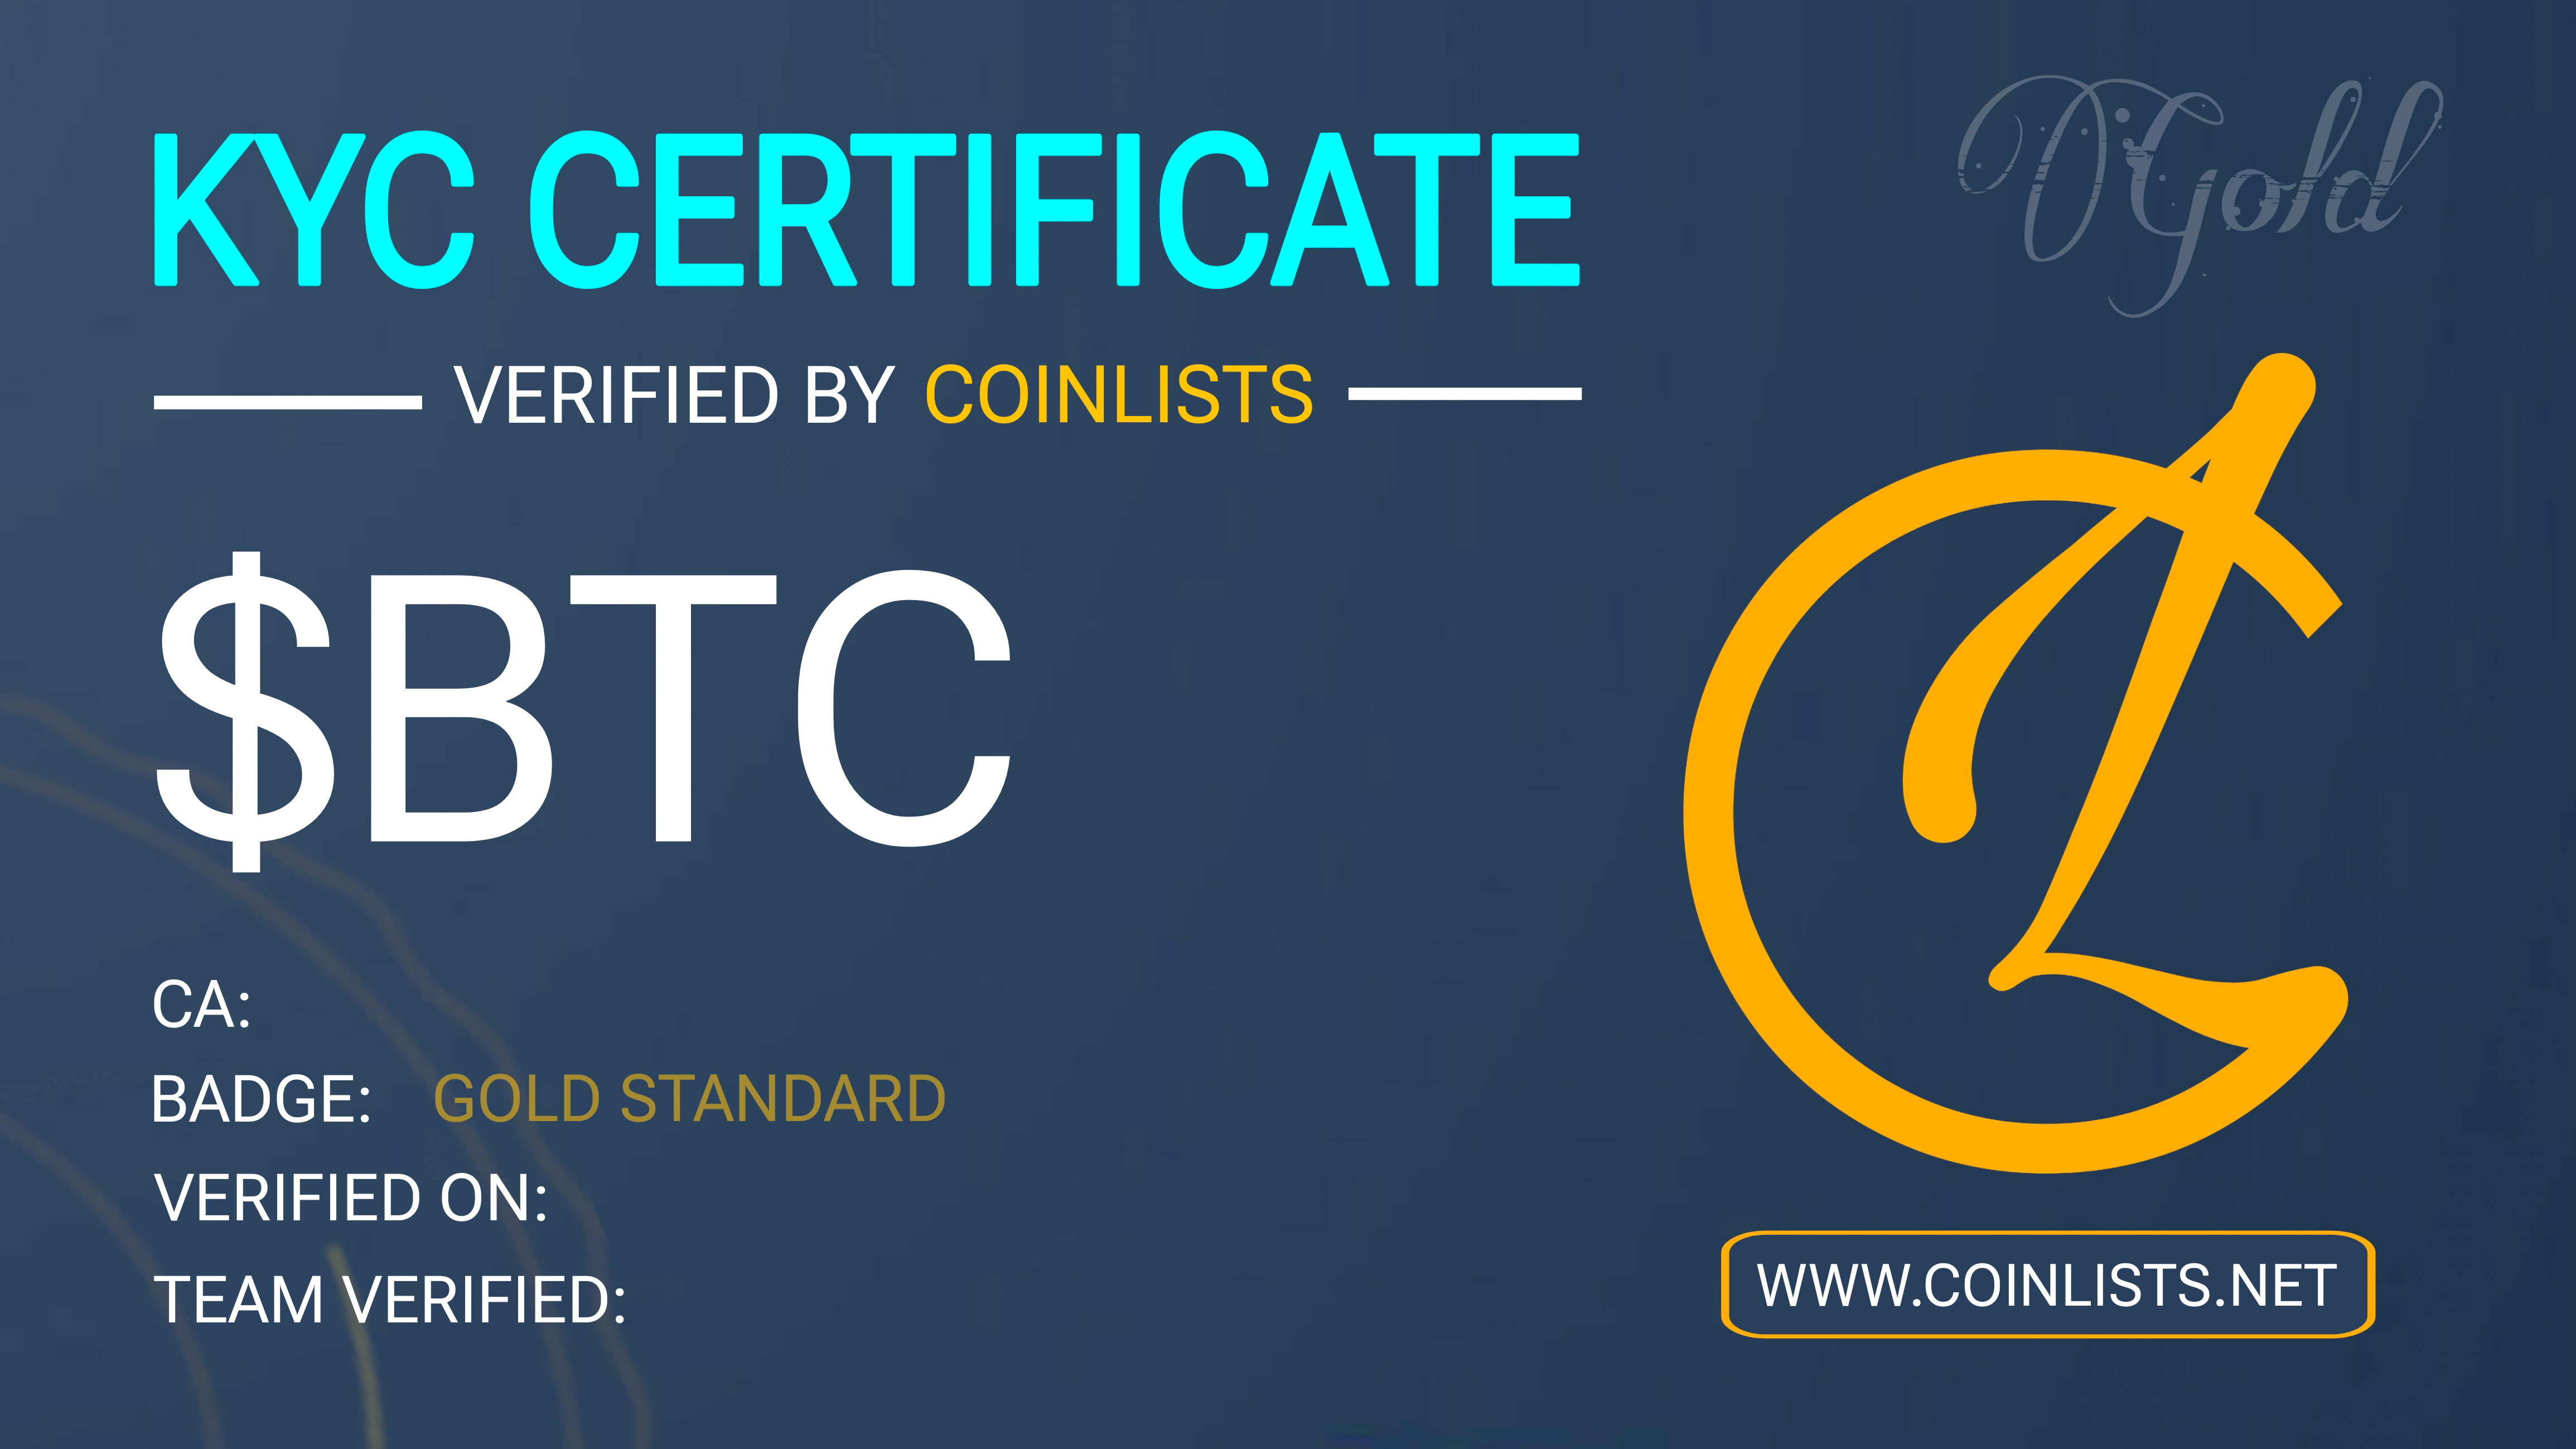 KYC CERTIFICATE
Gold
VERIFIED BY COINLISTS
$BTC
CA:
BADGE: GOLD STANDARD
VERIFIED ON:
TEAM VERIFIED:
WWW.COINLISTS.NET